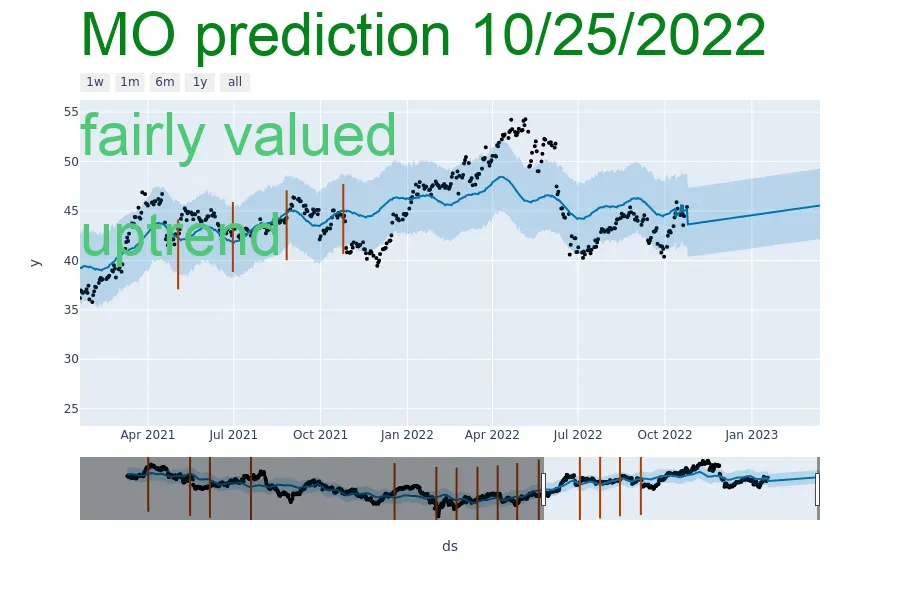 MO prediction 10/25/2022
1w 1m 6m 1y all
fairly valued
uptrend
55
50
45
40
35
30
25
y
Apr 2021 Jul 2021 Oct 2021 Jan 2022 Apr 2022 Jul 2022 Oct 2022 Jan 2023
ds